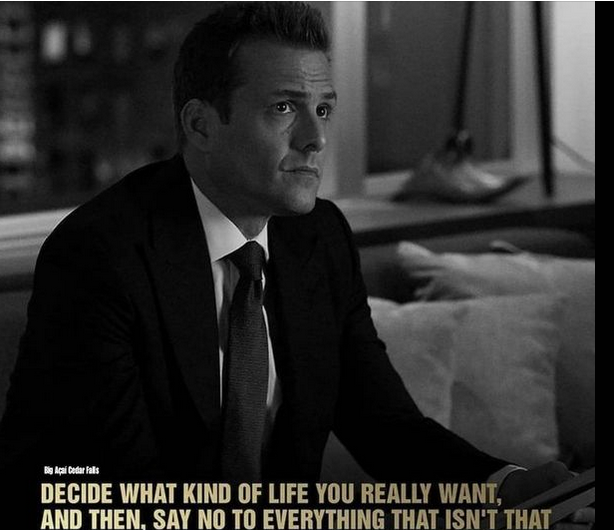 Big Açaí Cedar Falls
DECIDE WHAT KIND OF LIFE YOU REALLY WANT,
AND THEN, SAY NO TO EVERYTHING THAT ISN'T THAT